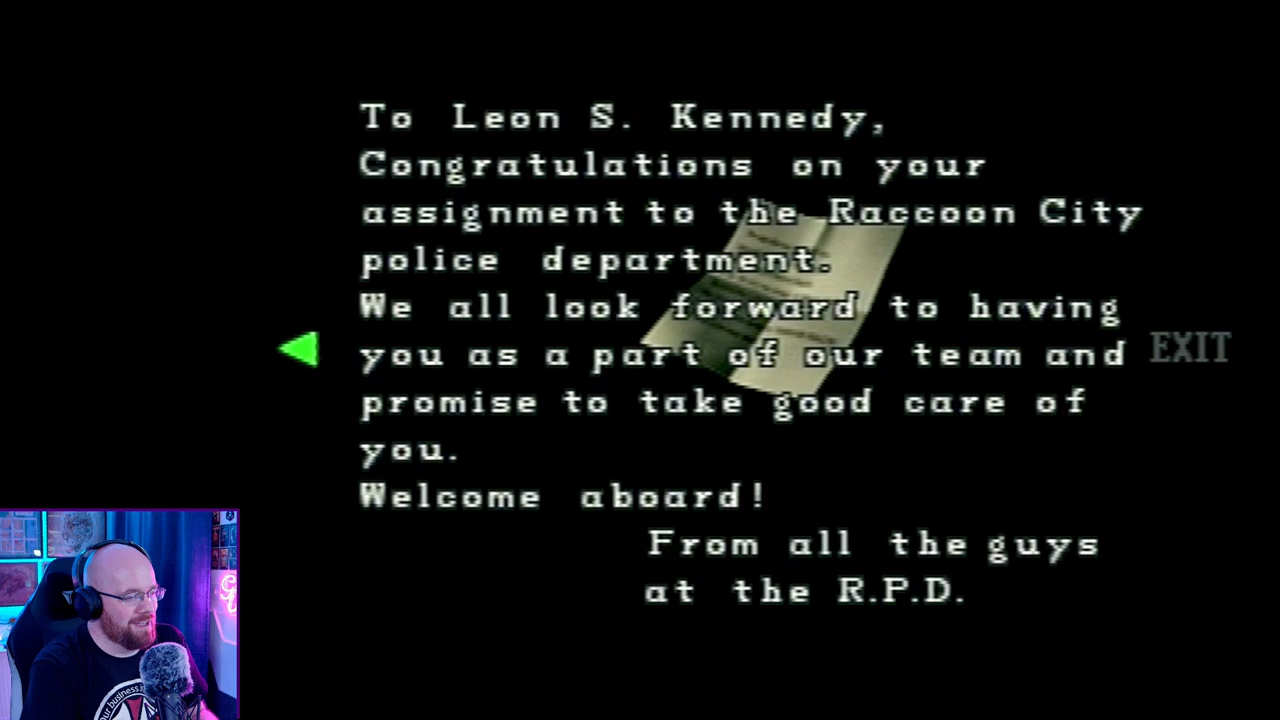 To Leon S. Kennedy,
Congratulations on your
assignment to the Raccoon City
police department.
We all look forward to having
you as a part of our team and
promise to take good care of
you.
Welcome aboard!
From all the guys
at the R.P.D.
EXIT
our business